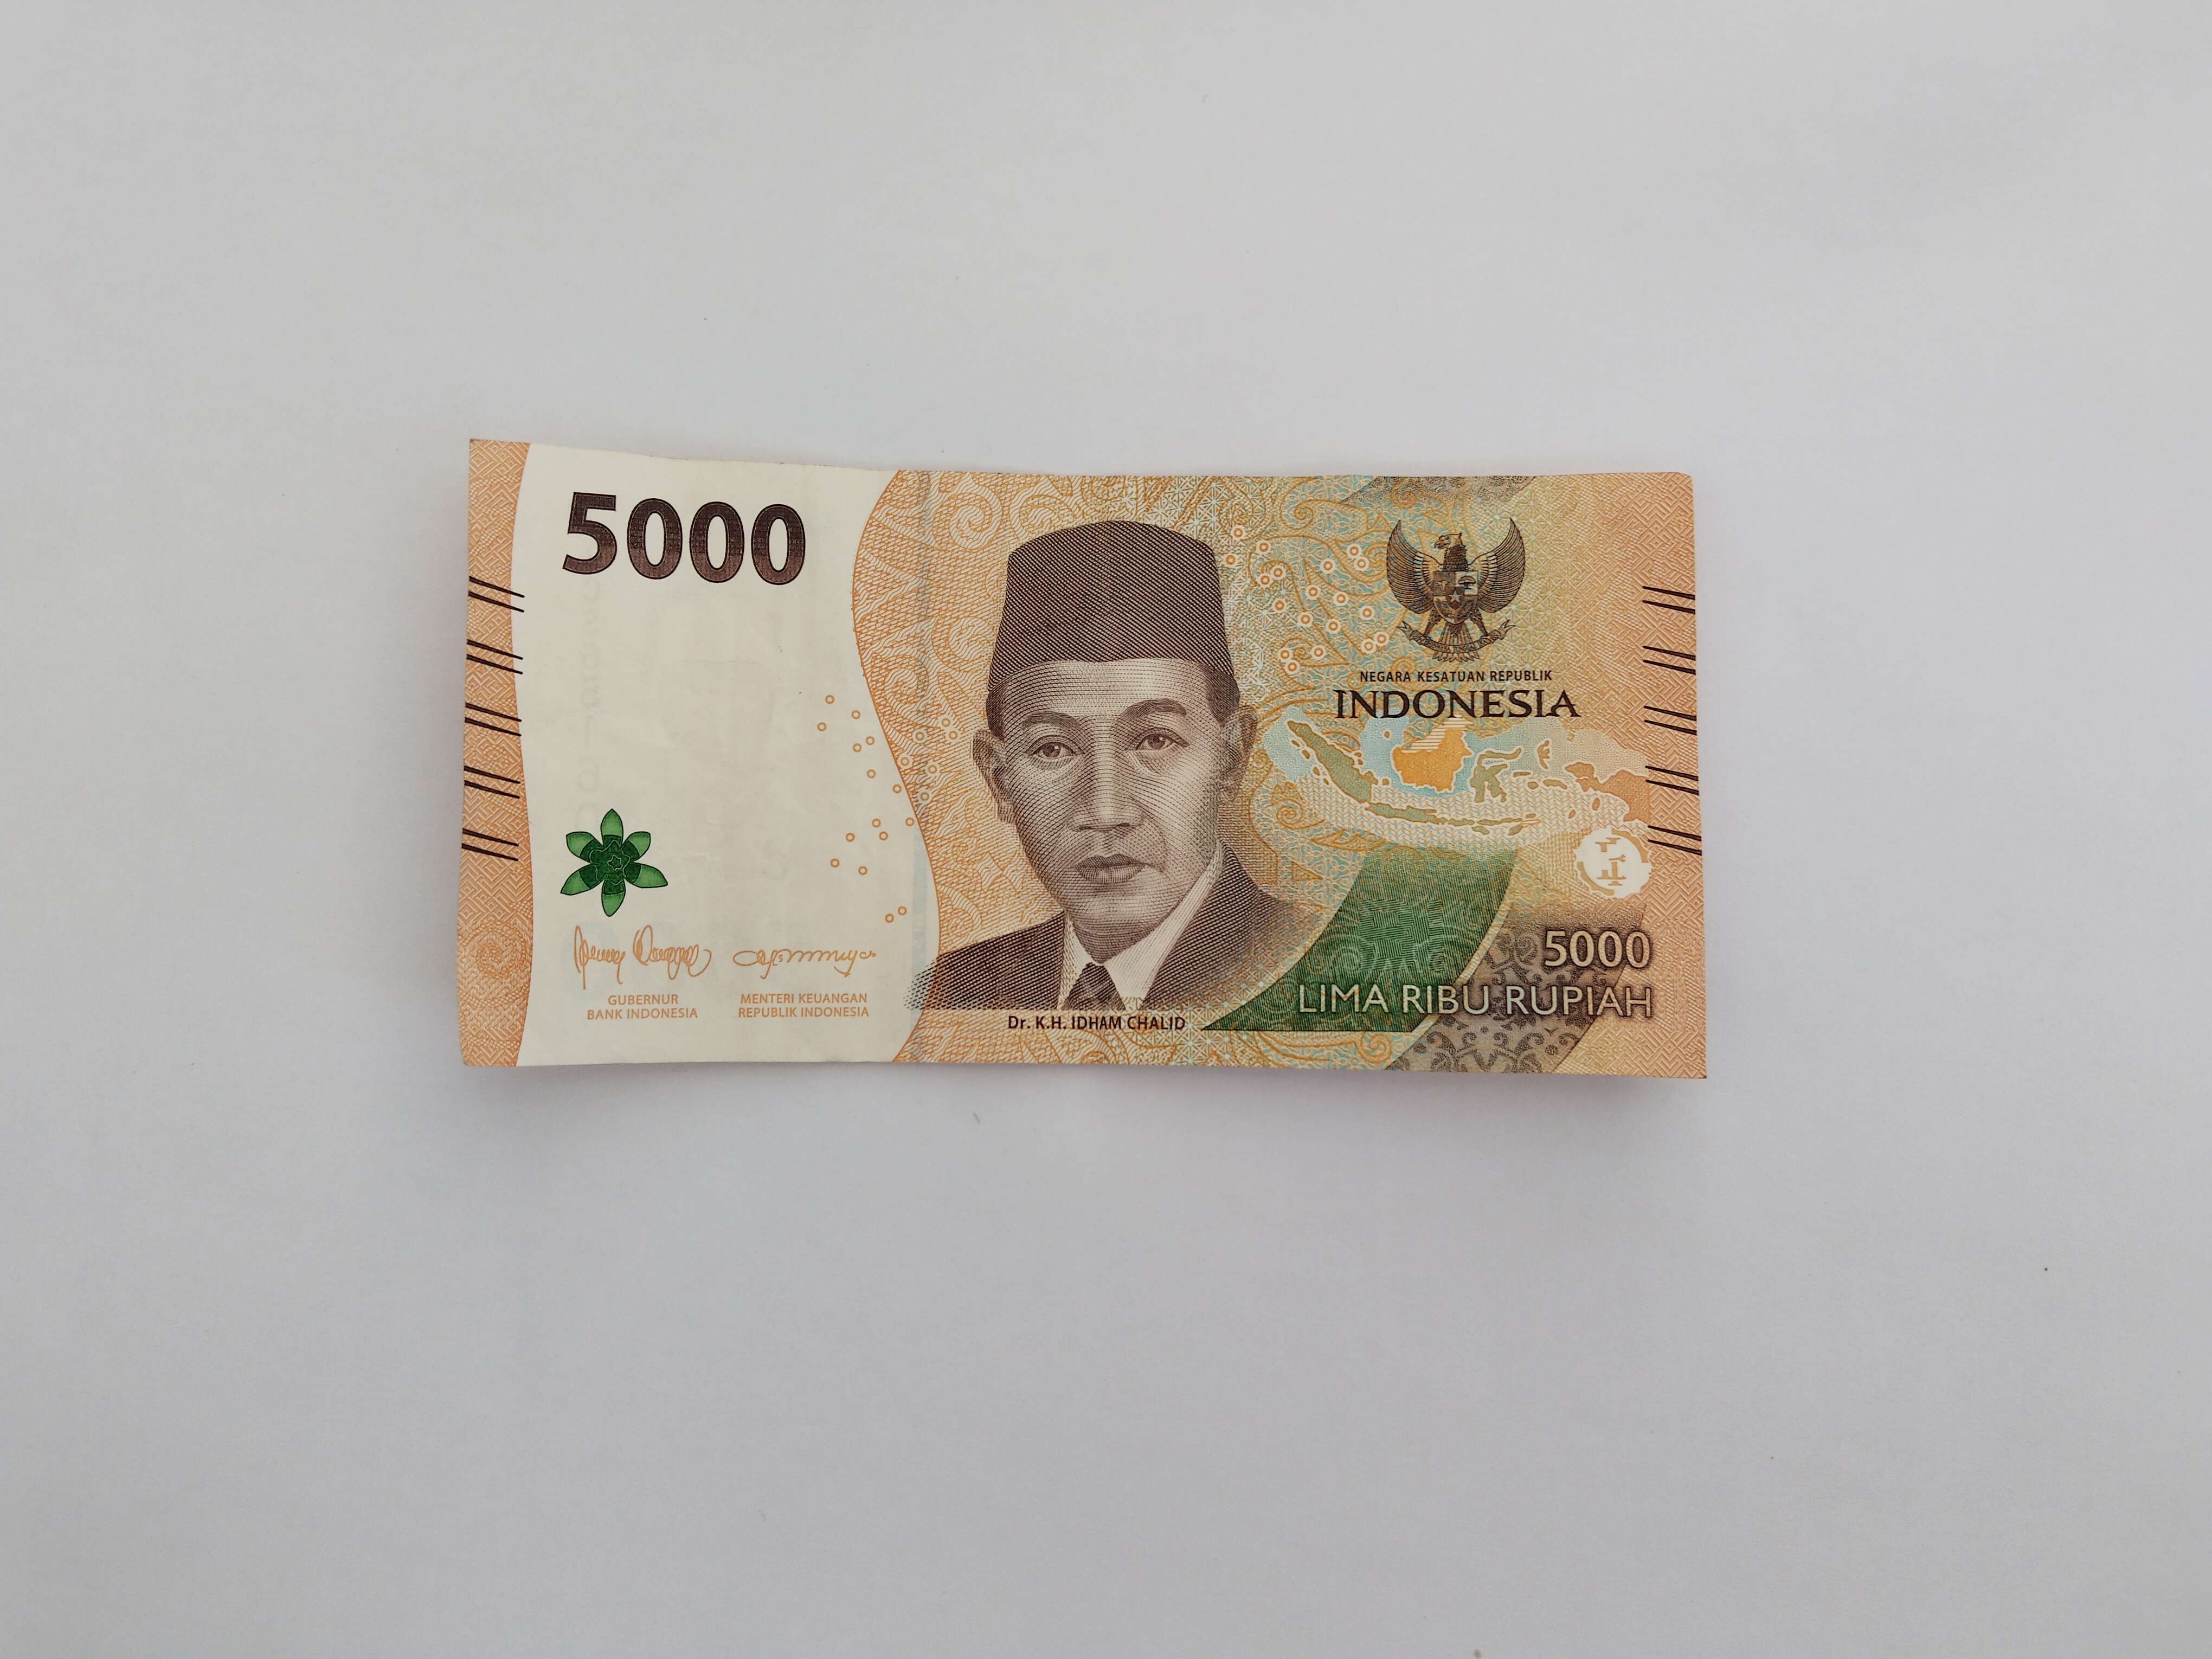 5000
NEGARA KESATUAN REPUBLIK
INDONESIA
GUBERNUR
BANK INDONESIA
MENTERI KEUANGAN
REPUBLIK INDONESIA
Dr. K.H. IDHAM CHALID
5000
LIMA RIBU RUPIAH